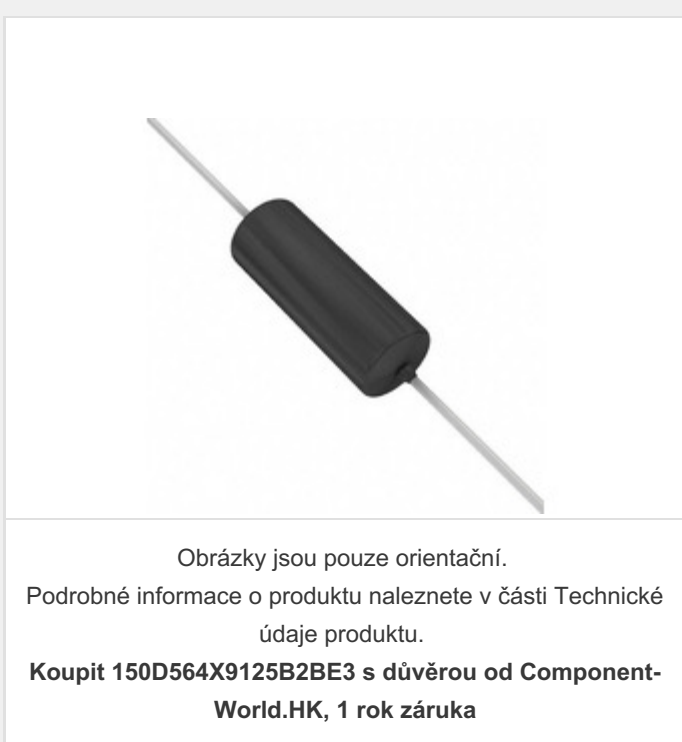 Obrázky jsou pouze orientační.
Podrobné informace o produktu naleznete v části Technické
údaje produktu.
Koupit 150D564X9125B2BE3 s důvěrou od Component-
World.HK, 1 rok záruka